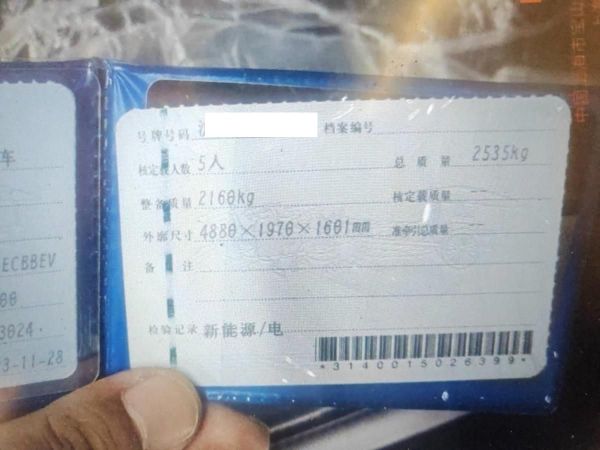 车
ECBBEV
3024
3-11-28
号牌号码
档案编号
核定载人数 5人
总质量 2535kg
整备质量 2160kg
核定载质量 --
外廓尺寸 4880×1970×1601
准牵引总质量 --
备注
检验记录 新能源/电
*3140015026399*